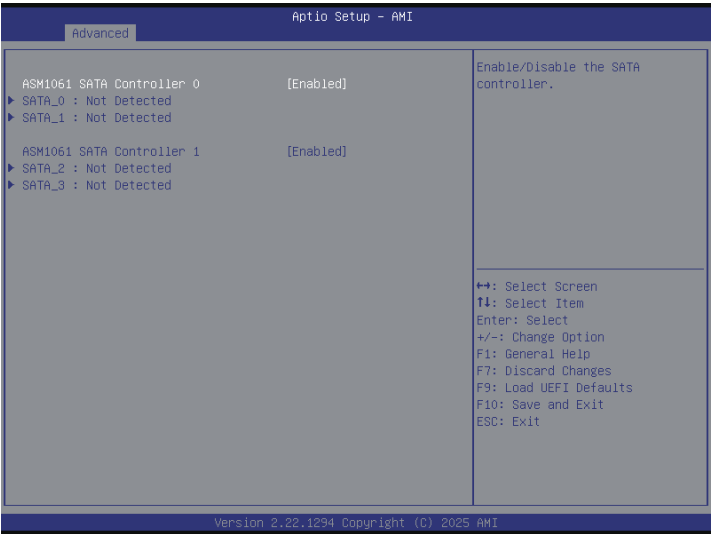 Aptio Setup – AMI
Advanced
ASM1061 SATA Controller 0 [Enabled]
▶ SATA_0 : Not Detected
▶ SATA_1 : Not Detected
ASM1061 SATA Controller 1 [Enabled]
▶ SATA_2 : Not Detected
▶ SATA_3 : Not Detected
Enable/Disable the SATA
controller.
↔: Select Screen
↑↓: Select Item
Enter: Select
+/-: Change Option
F1: General Help
F7: Discard Changes
F9: Load UEFI Defaults
F10: Save and Exit
ESC: Exit
Version 2.22.1294 Copyright (C) 2025 AMI